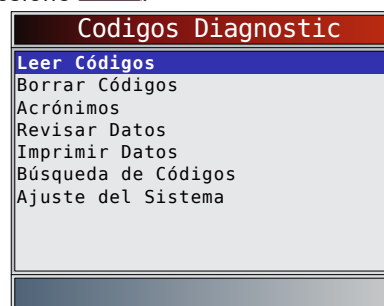 Codigos Diagnostic
Leer Códigos
Borrar Códigos
Acrónimos
Revisar Datos
Imprimir Datos
Búsqueda de Códigos
Ajuste del Sistema